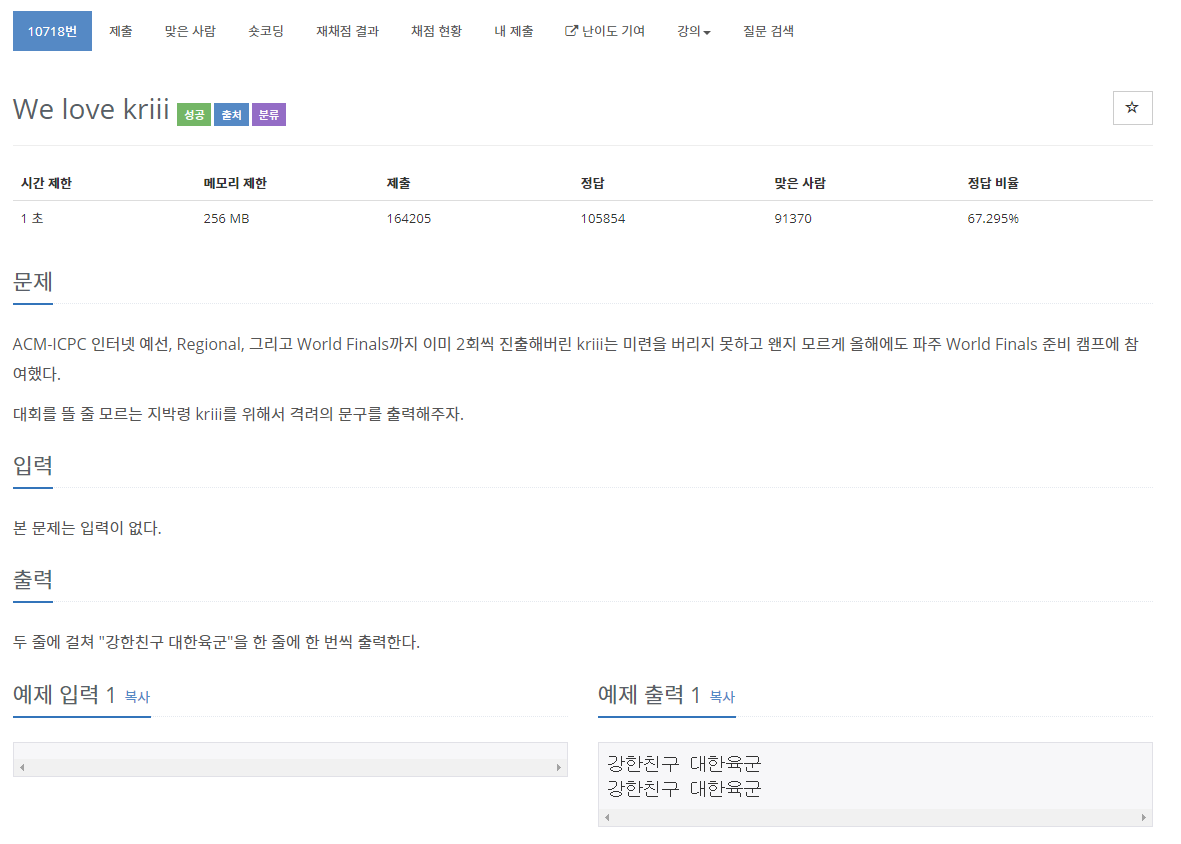 10718번 제출 맞은 사람 숏코딩 재채점 결과 채점 현황 내 제출 난이도 기여 강의 질문 검색
We love kriii 성공 출처 분류
시간 제한 메모리 제한 제출 정답 맞은 사람 정답 비율
1 초 256 MB 164205 105854 91370 67.295%
문제
ACM-ICPC 인터넷 예선, Regional, 그리고 World Finals까지 이미 2회씩 진출해버린 kriii는 미련을 버리지 못하고 왠지 모르게 올해에도 파주 World Finals 준비 캠프에 참
여했다.
대회를 뜰 줄 모르는 지박령 kriii를 위해서 격려의 문구를 출력해주자.
입력
본 문제는 입력이 없다.
출력
두 줄에 걸쳐 "강한친구 대한육군"을 한 줄에 한 번씩 출력한다.
예제 입력 1 복사
예제 출력 1 복사
강한친구 대한육군
강한친구 대한육군